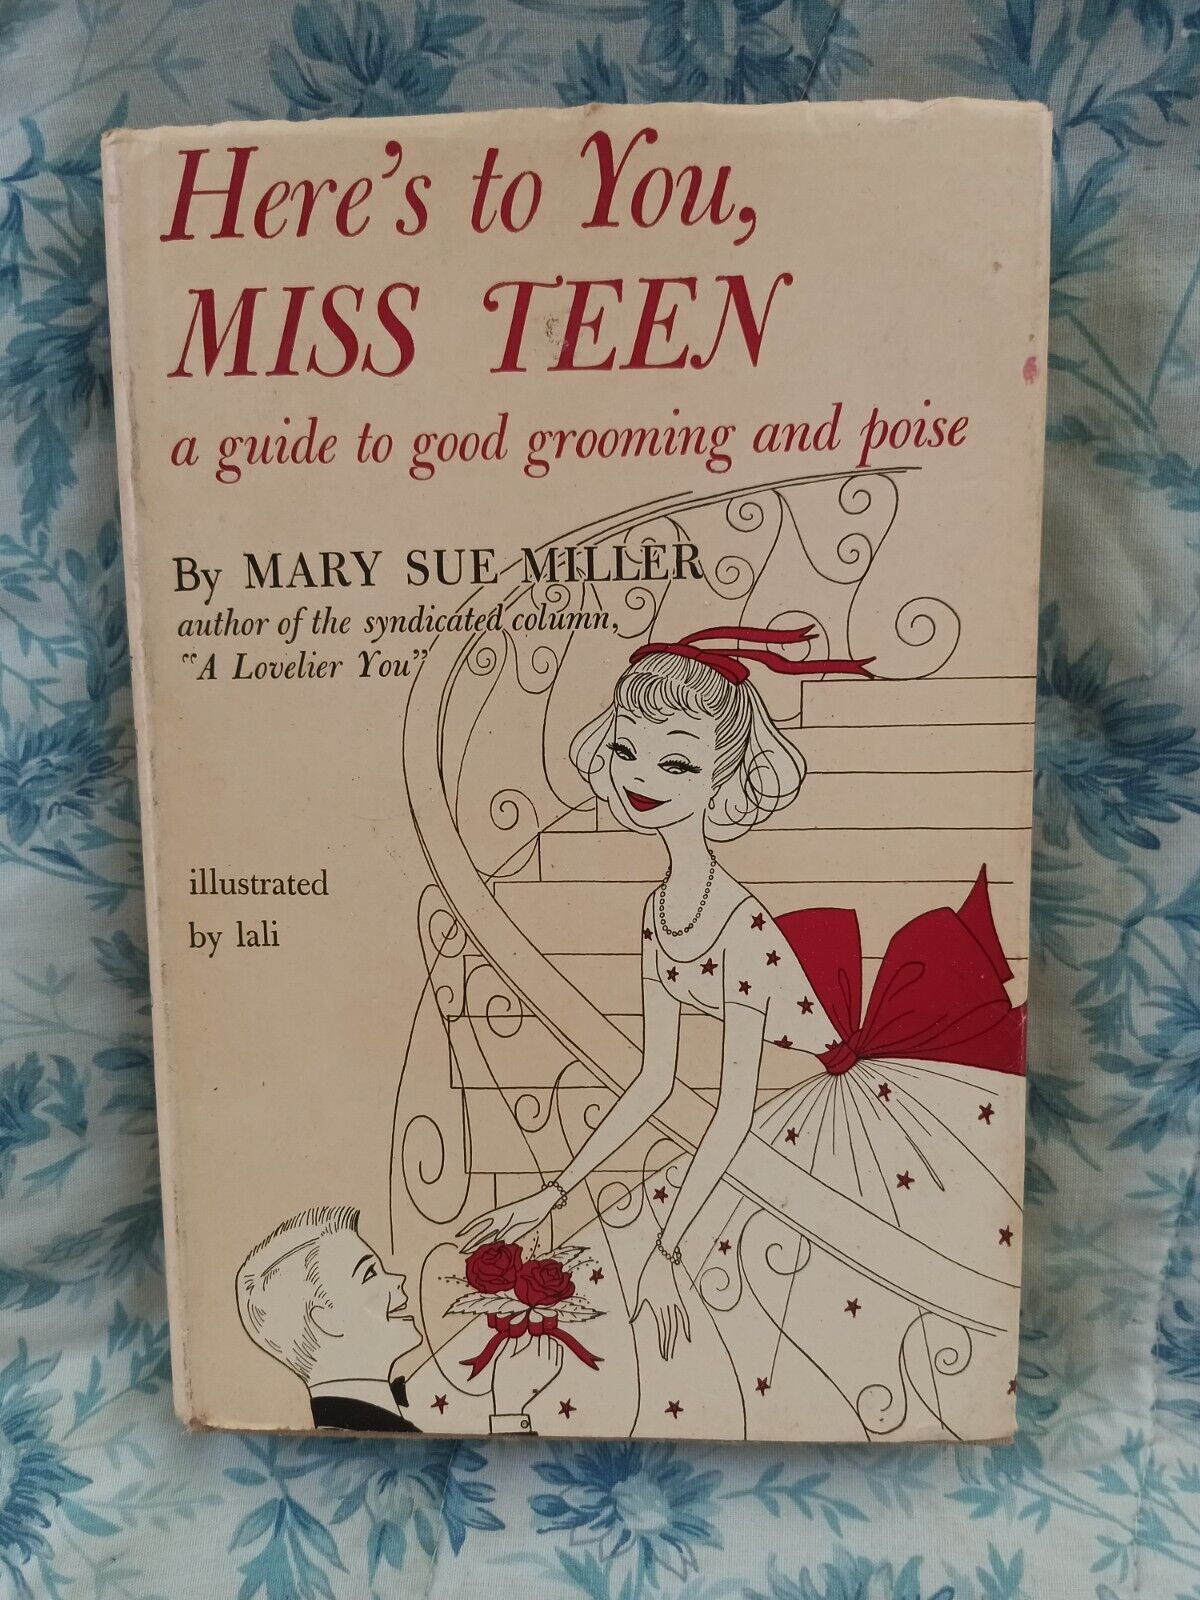 Here's to You,
MISS TEEN
a guide to good grooming and poise
By MARY SUE MILLER
author of the syndicated column,
"A Lovelier You"
illustrated
by lali